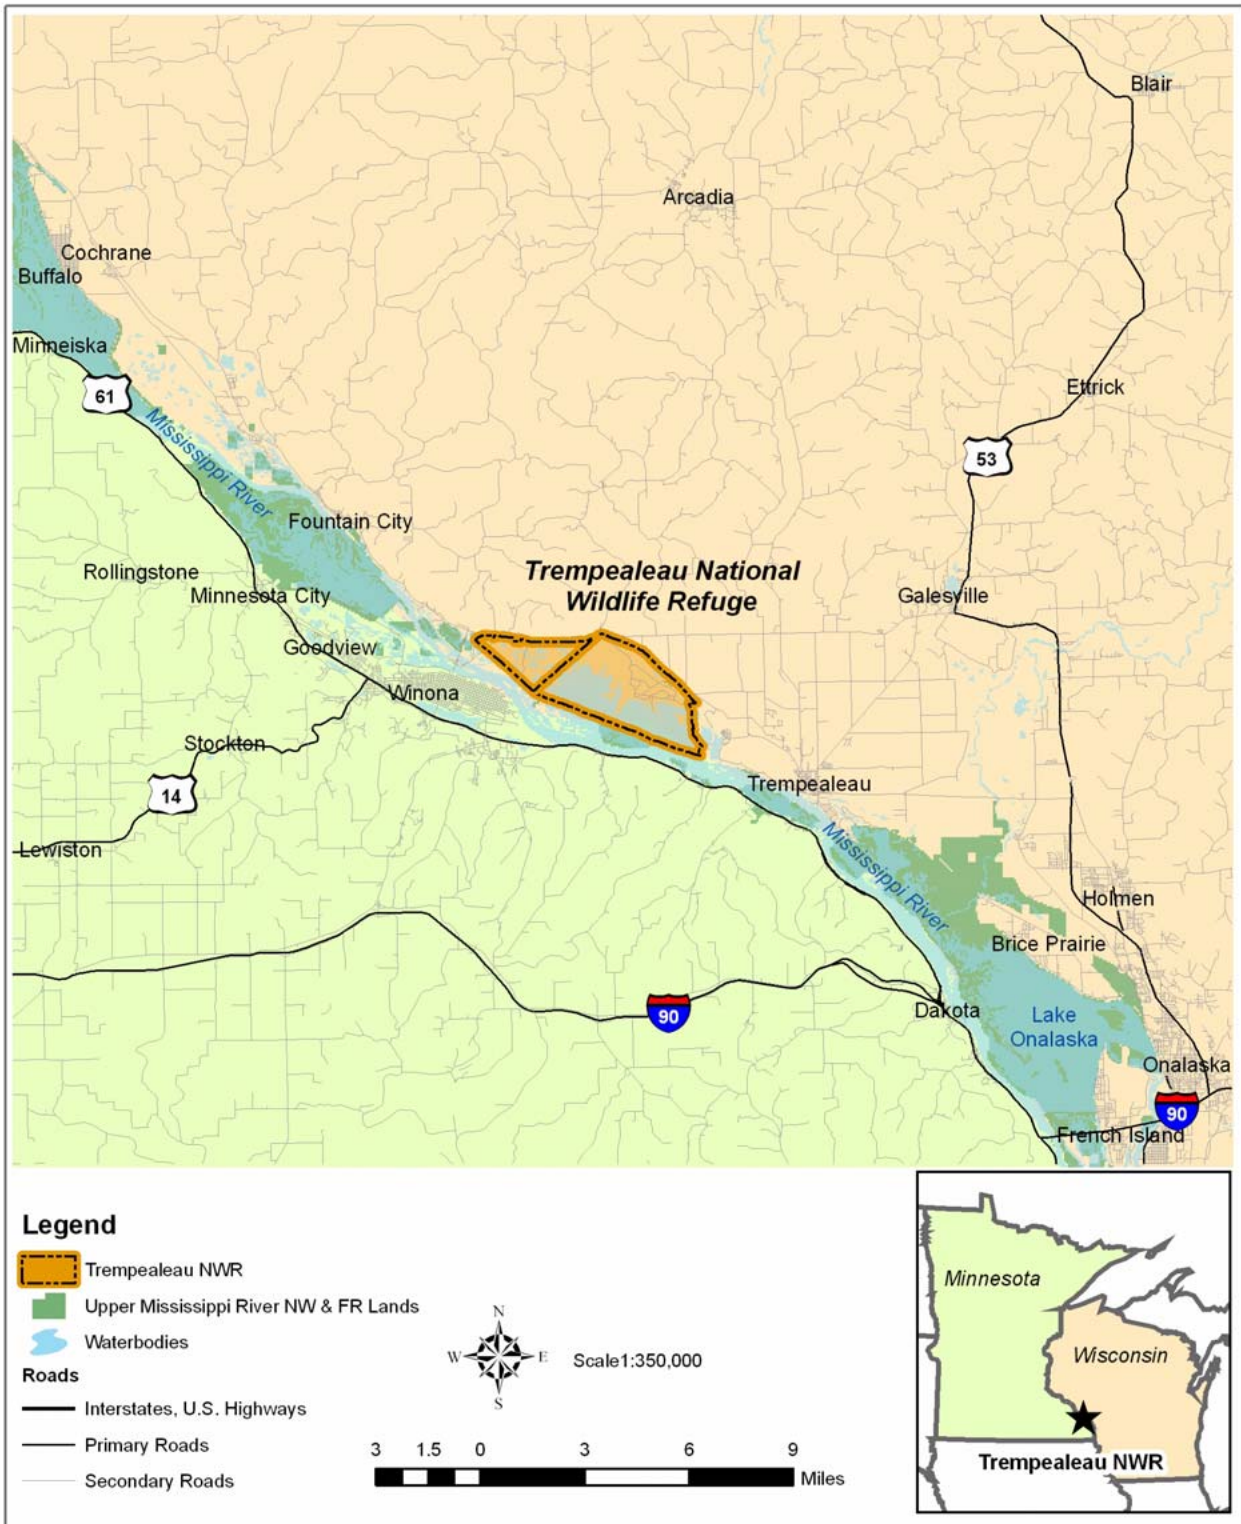 Blair
Arcadia
Cochrane
Buffalo
Minneiska
61
Mississippi River
Ettrick
53
Fountain City
Trempealeau National
Wildlife Refuge
Rollingstone
Minnesota City
Galesville
Goodview
Winona
Stockton
14
Trempealeau
Lewiston
Mississippi River
Holmen
Brice Prairie
90
Dakota
Lake
Onalaska
Onalaska
90
French Island
Legend
Trempealeau NWR
Upper Mississippi River NW & FR Lands
Waterbodies
Roads
Interstates, U.S. Highways
Primary Roads
Secondary Roads
N
W E
S
Scale1:350,000
3 1.5 0 3 6 9
Miles
Minnesota
Wisconsin
Trempealeau NWR